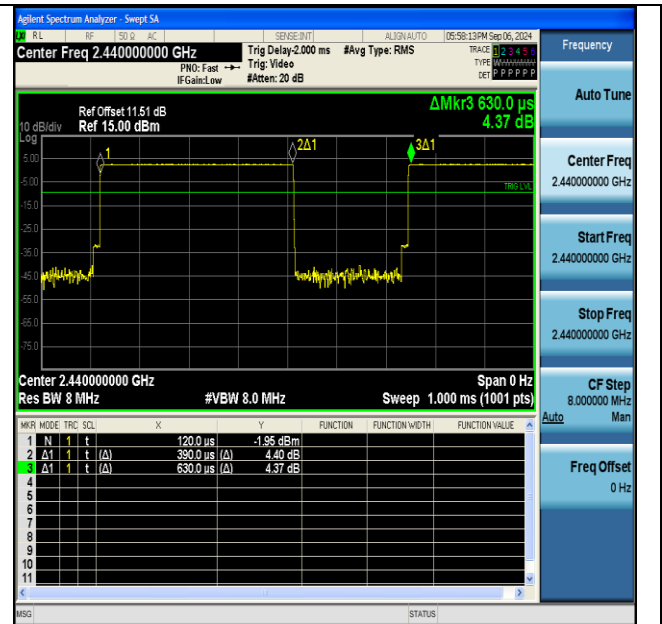 Agilent Spectrum Analyzer - Swept SA
RL RF 50 Ω AC SENSE:INT ALIGN AUTO 05:58:13PM Sep 06, 2024
Center Freq 2.440000000 GHz
PNO: Fast
IFGain:Low
Trig Delay-2.000 ms
Trig: Video
#Atten: 20 dB
#Avg Type: RMS
TRACE 1 2 3 4 5 6
TYPE
DET P P P P P P
Ref Offset 11.51 dB
10 dB/div Ref 15.00 dBm
Log
ΔMkr3 630.0 µs
4.37 dB
1
2Δ1
3Δ1
5.00
-5.00
TRIG LVL
-15.0
-25.0
-35.0
-45.0
-55.0
-65.0
-75.0
Center 2.440000000 GHz Span 0 Hz
Res BW 8 MHz #VBW 8.0 MHz Sweep 1.000 ms (1001 pts)
MKR MODE TRC SCL X Y FUNCTION FUNCTION WIDTH FUNCTION VALUE
1 N 1 t 120.0 µs -1.95 dBm
2 Δ1 1 t (Δ) 390.0 µs (Δ) 4.40 dB
3 Δ1 1 t (Δ) 630.0 µs (Δ) 4.37 dB
4
5
6
7
8
9
10
11
MSG STATUS
Frequency
Auto Tune
Center Freq
2.440000000 GHz
Start Freq
2.440000000 GHz
Stop Freq
2.440000000 GHz
CF Step
8.000000 MHz
Auto Man
Freq Offset
0 Hz